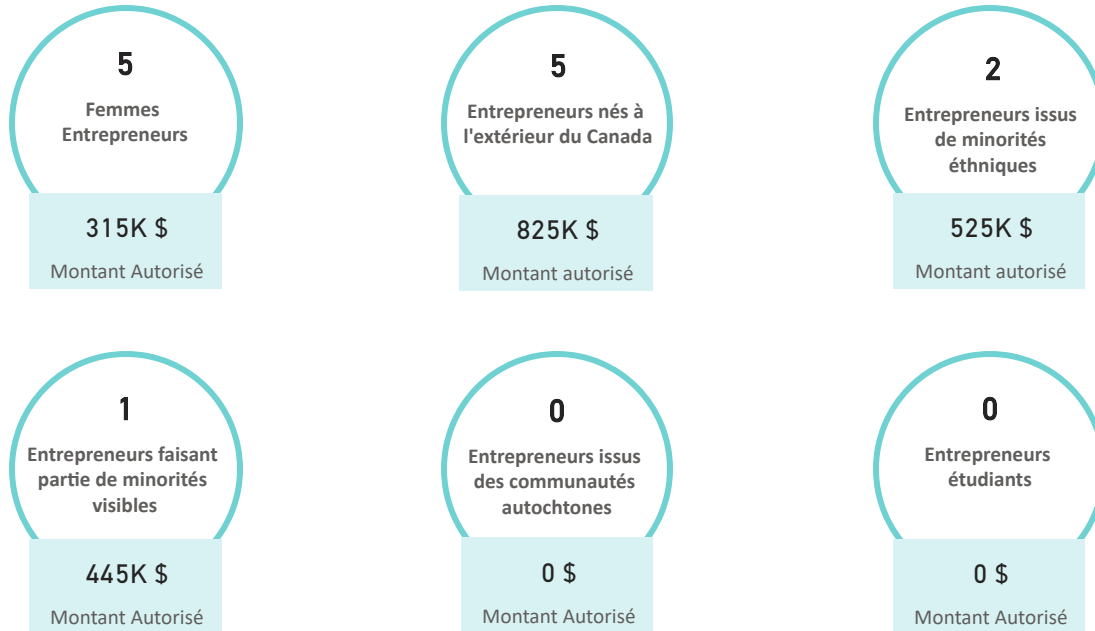 5
Femmes
Entrepreneurs
315K $
Montant Autorisé
5
Entrepreneurs nés à
l'extérieur du Canada
825K $
Montant autorisé
2
Entrepreneurs issus
de minorités
éthniques
525K $
Montant autorisé
1
Entrepreneurs faisant
partie de minorités
visibles
445K $
Montant Autorisé
0
Entrepreneurs issus
des communautés
autochtones
0 $
Montant Autorisé
0
Entrepreneurs
étudiants
0 $
Montant Autorisé